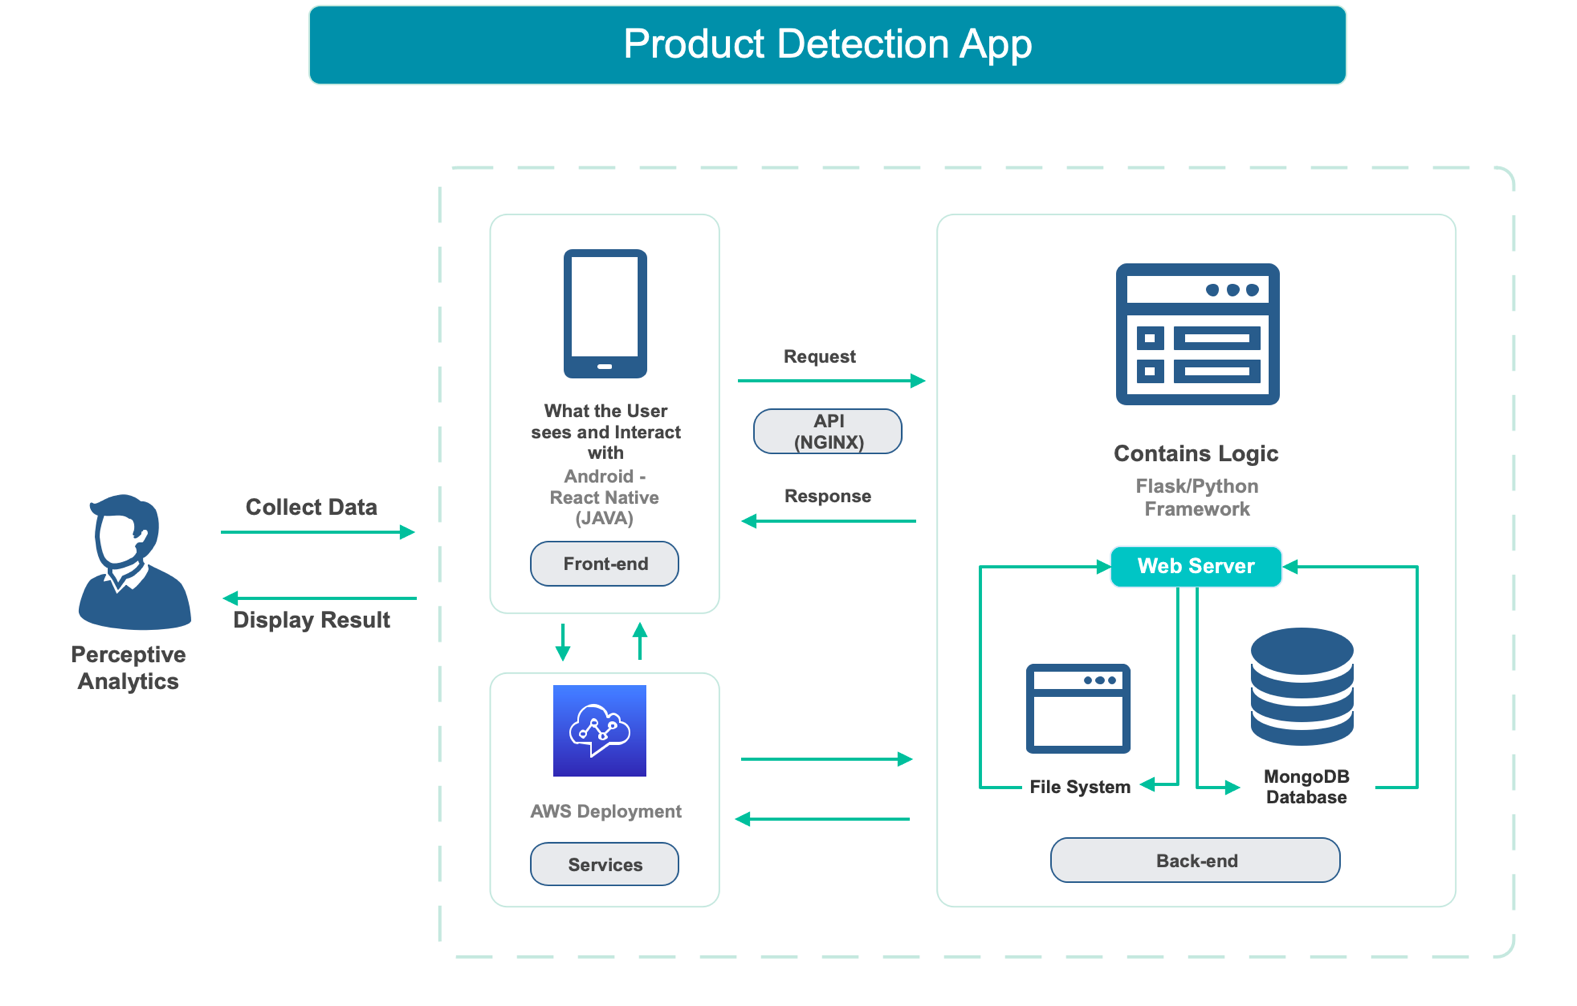 Product Detection App
What the User
sees and Interact
with
Android -
React Native
(JAVA)
Front-end
Request
API
(NGINX)
Response
Contains Logic
Flask/Python
Framework
Web Server
File System
MongoDB
Database
Back-end
Collect Data
Display Result
Perceptive
Analytics
AWS Deployment
Services